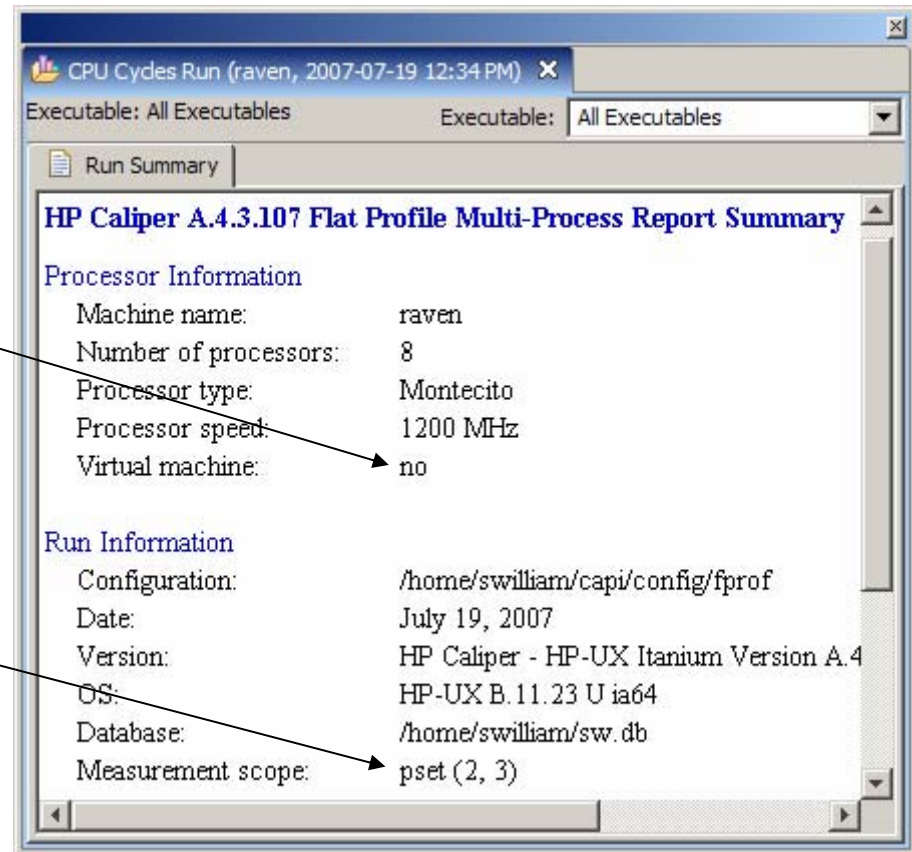 CPU Cycles Run (raven, 2007-07-19 12:34 PM)
Executable: All Executables Executable: All Executables
Run Summary
HP Caliper A.4.3.107 Flat Profile Multi-Process Report Summary
Processor Information
Machine name: raven
Number of processors: 8
Processor type: Montecito
Processor speed: 1200 MHz
Virtual machine: no
Run Information
Configuration: /home/swilliam/capi/config/fprof
Date: July 19, 2007
Version: HP Caliper - HP-UX Itanium Version A.4
OS: HP-UX B.11.23 U ia64
Database: /home/swilliam/sw.db
Measurement scope: pset (2, 3)